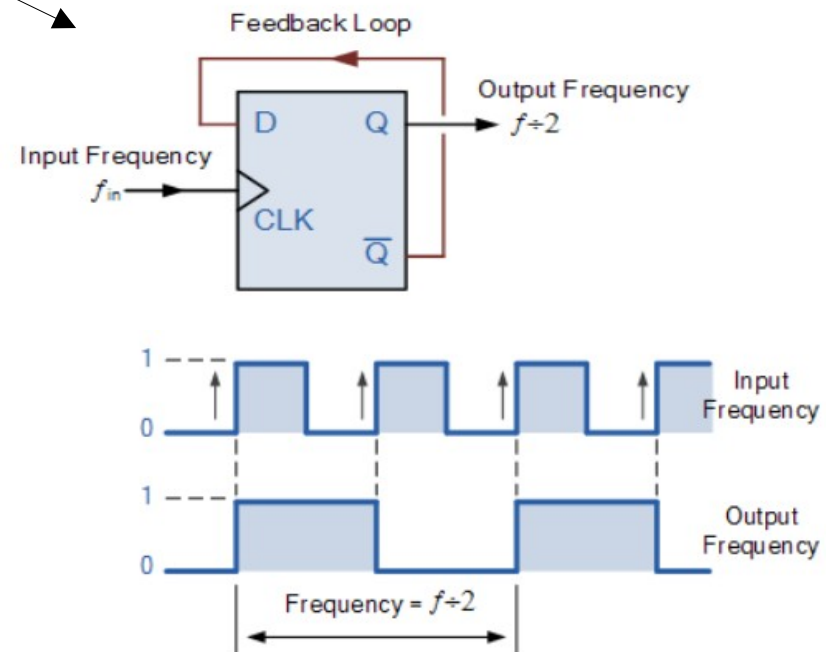 Feedback Loop
D
Q
Output Frequency
f÷2
Input Frequency
fin
CLK
Q̅
1
0
Input
Frequency
1
0
Output
Frequency
Frequency = f÷2